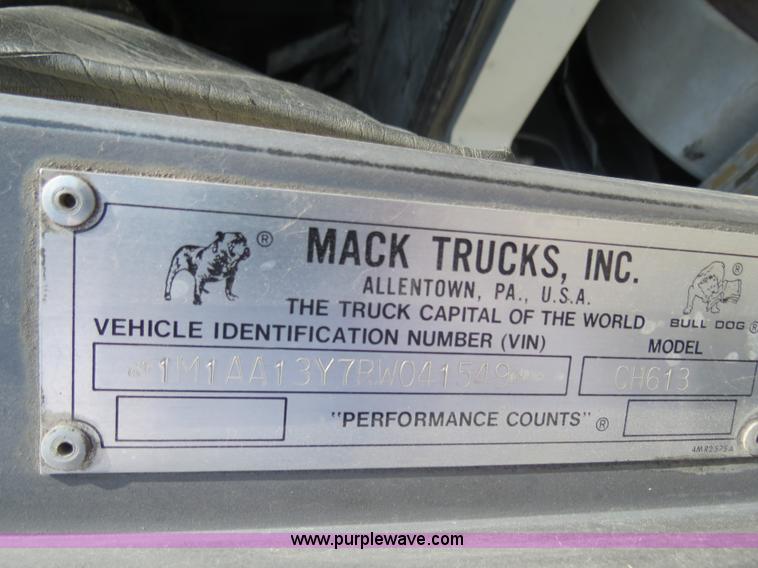 ® MACK TRUCKS, INC. ®
ALLENTOWN, PA., U.S.A.
THE TRUCK CAPITAL OF THE WORLD BULL DOG®
VEHICLE IDENTIFICATION NUMBER (VIN) MODEL
1M1AA13Y7RW041549 CH613
"PERFORMANCE COUNTS" ®
4MR2575A
www.purplewave.com